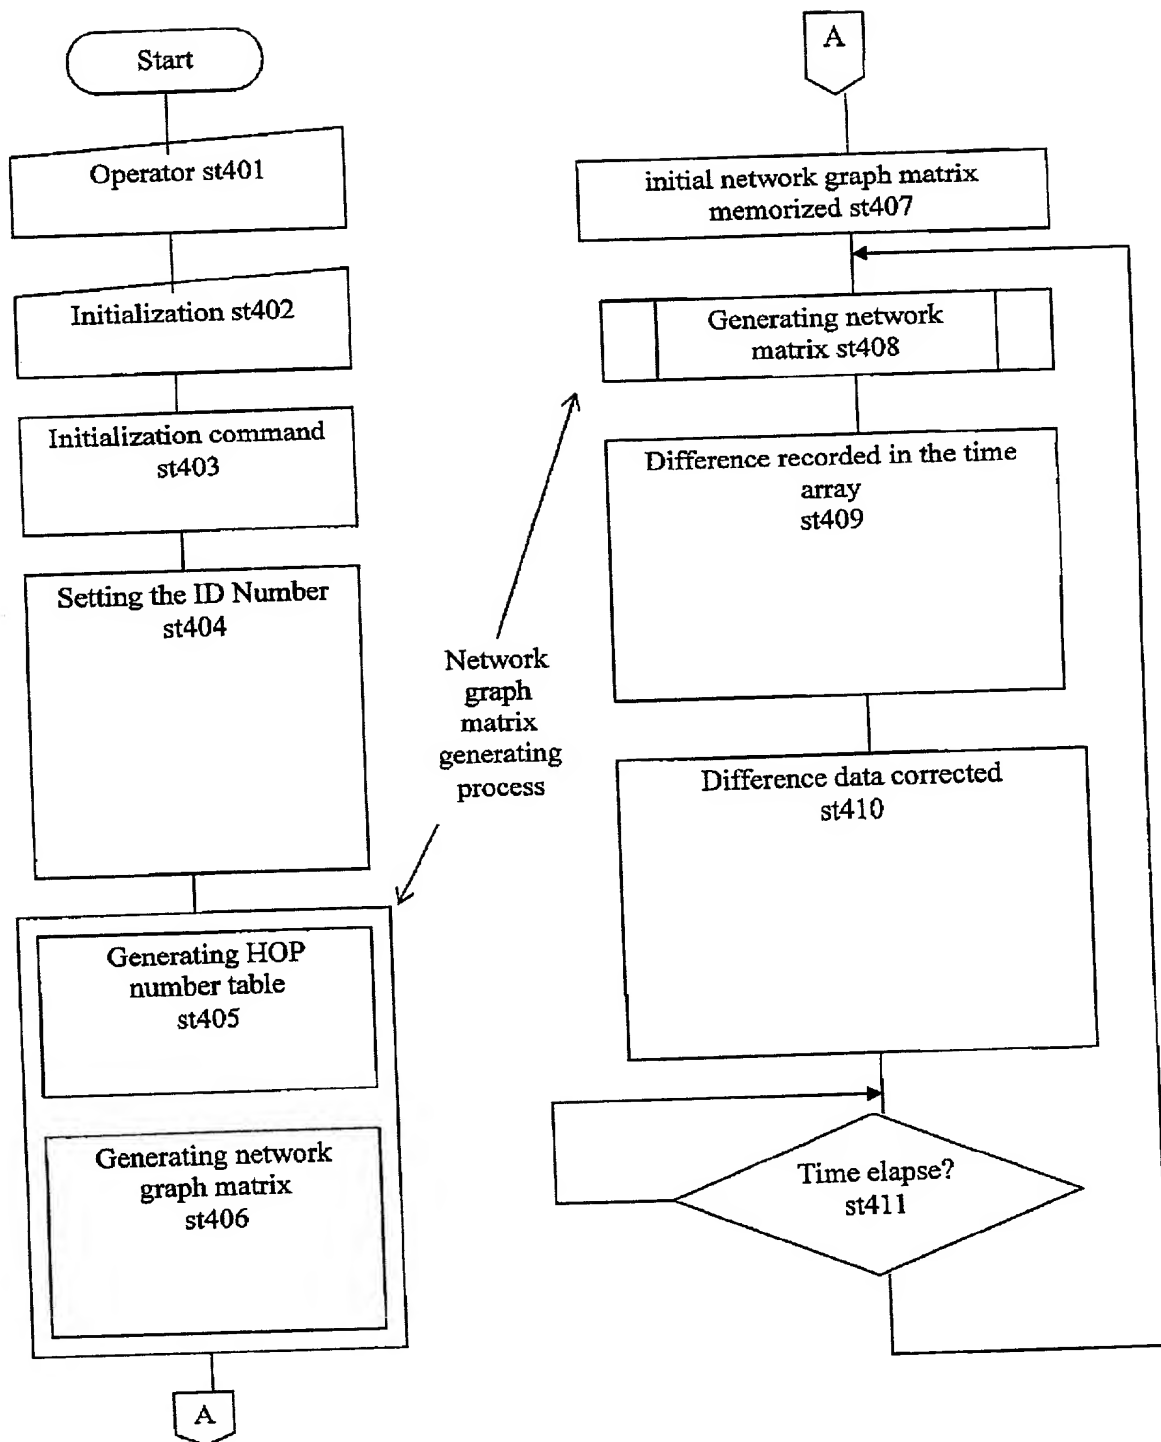 Start
Operator st401
Initialization st402
Initialization command
st403
Setting the ID Number
st404
Generating HOP
number table
st405
Generating network
graph matrix
st406
A
Network
graph
matrix
generating
process
A
initial network graph matrix
memorized st407
Generating network
matrix st408
Difference recorded in the time
array
st409
Difference data corrected
st410
Time elapse?
st411